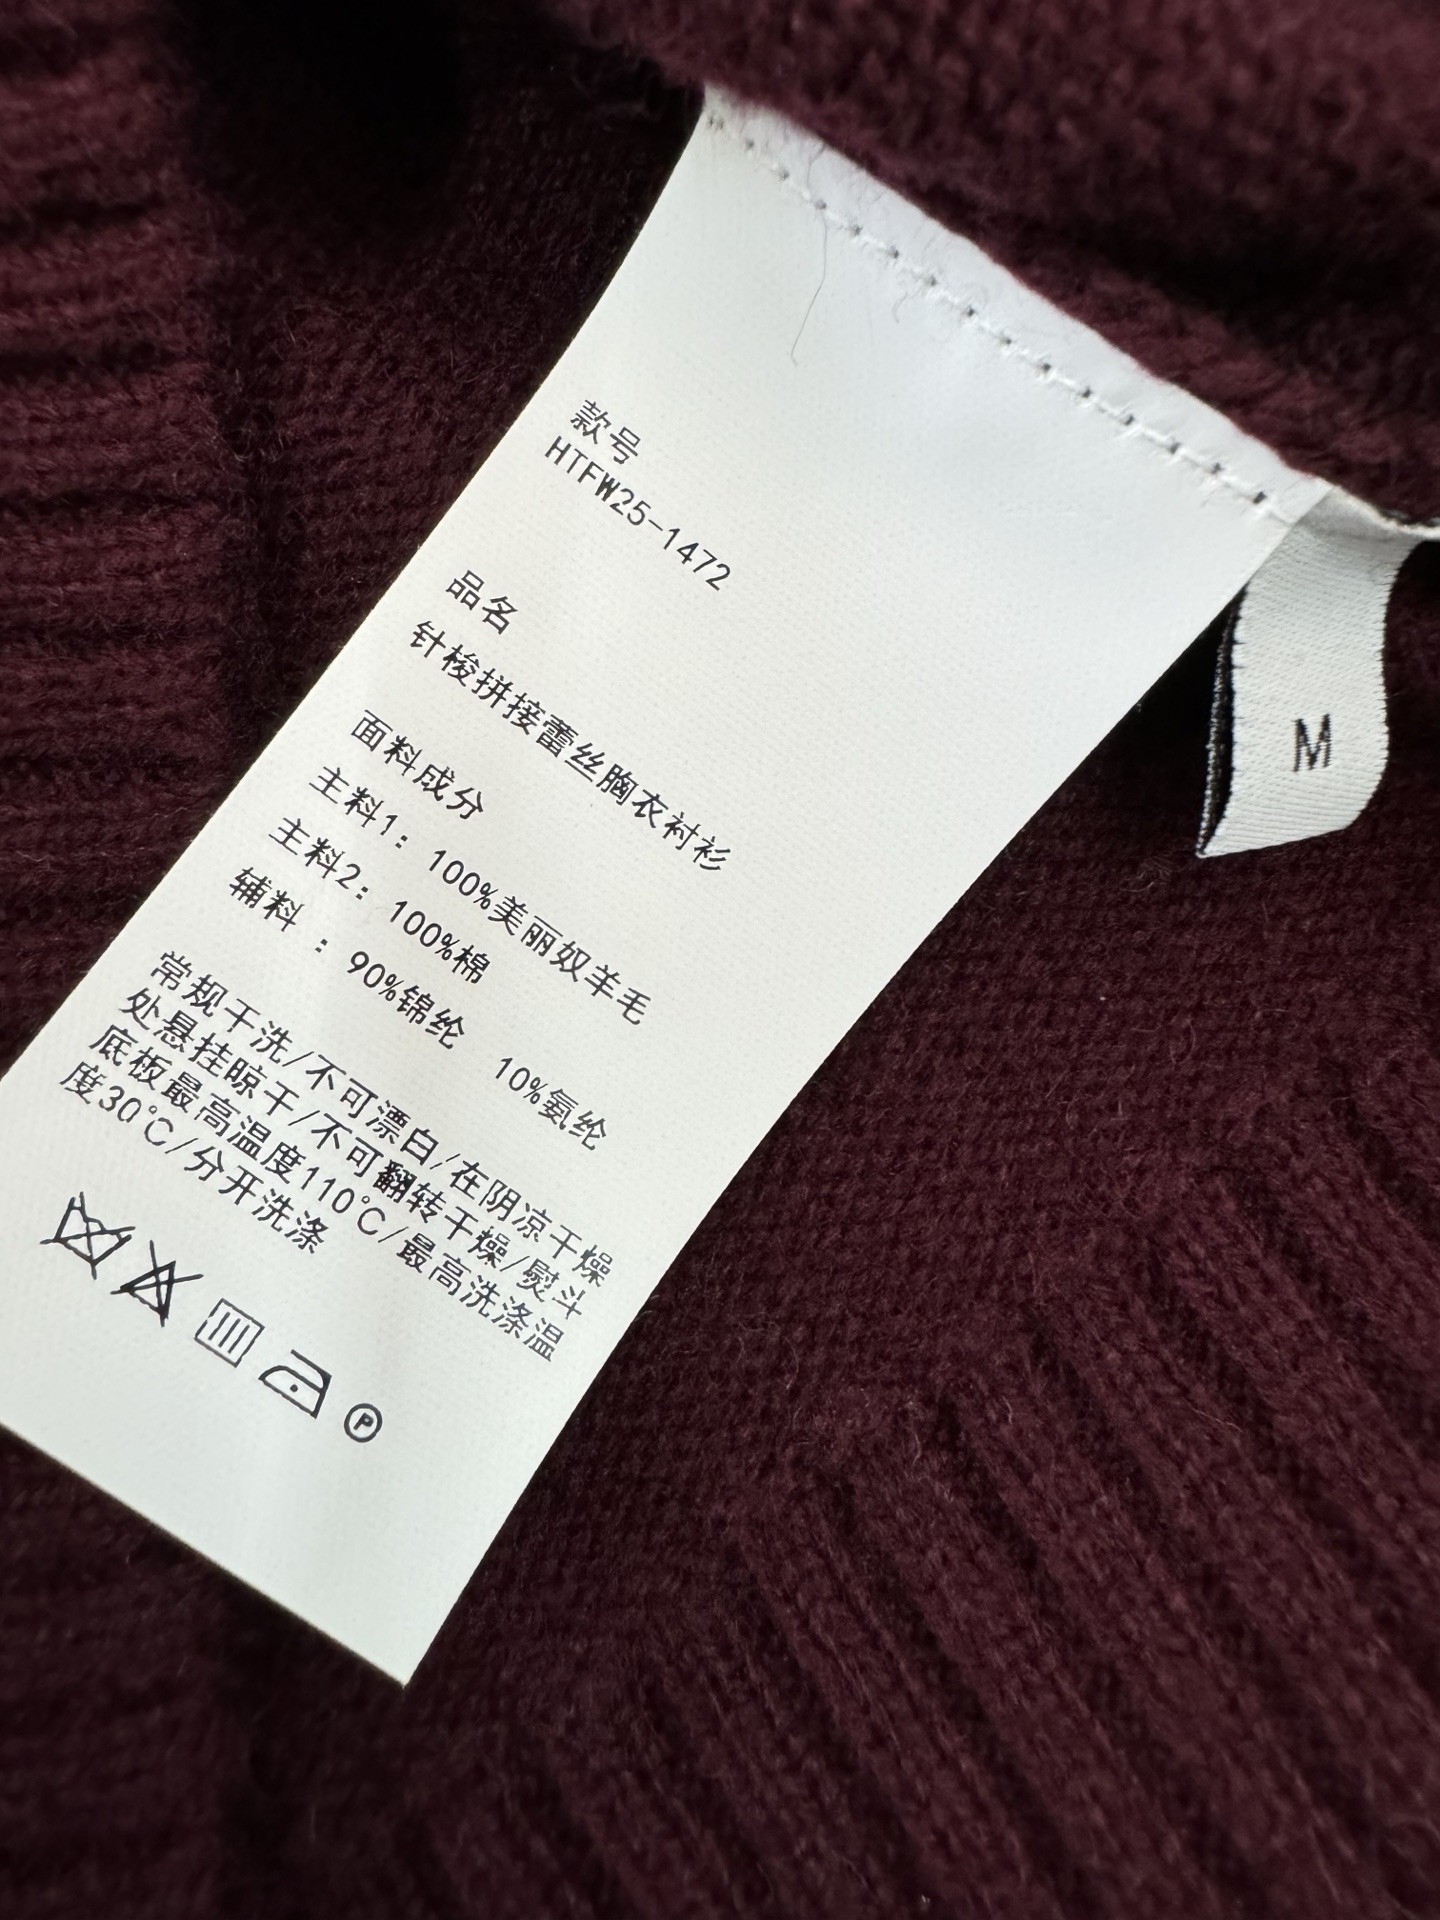 款号
HTFW25-1472
品名
针梭拼接蕾丝胸衣衬衫
面料成分
主料1: 100%美丽奴羊毛
主料2: 100%棉
辅料 : 90%锦纶 10%氨纶
常规干洗/不可漂白/在阴凉干燥
处悬挂晾干/不可翻转干燥/熨斗
底板最高温度110℃/最高洗涤温
度30℃/分开洗涤
P
M